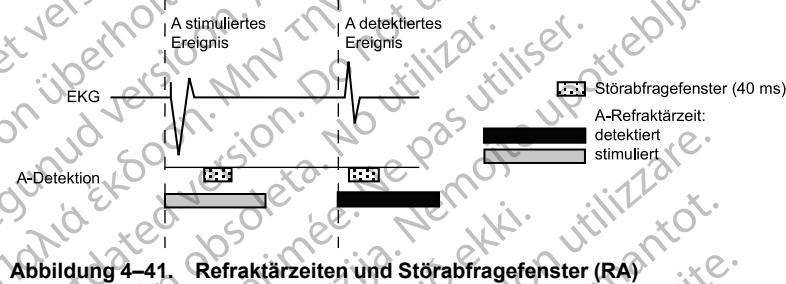 A stimuliertes
Ereignis
A detektiertes
Ereignis
EKG
Störabfragefenster (40 ms)
A-Refraktärzeit:
detektiert
stimuliert
A-Detektion
Abbildung 4–41. Refraktärzeiten und Störabfragefenster (RA)